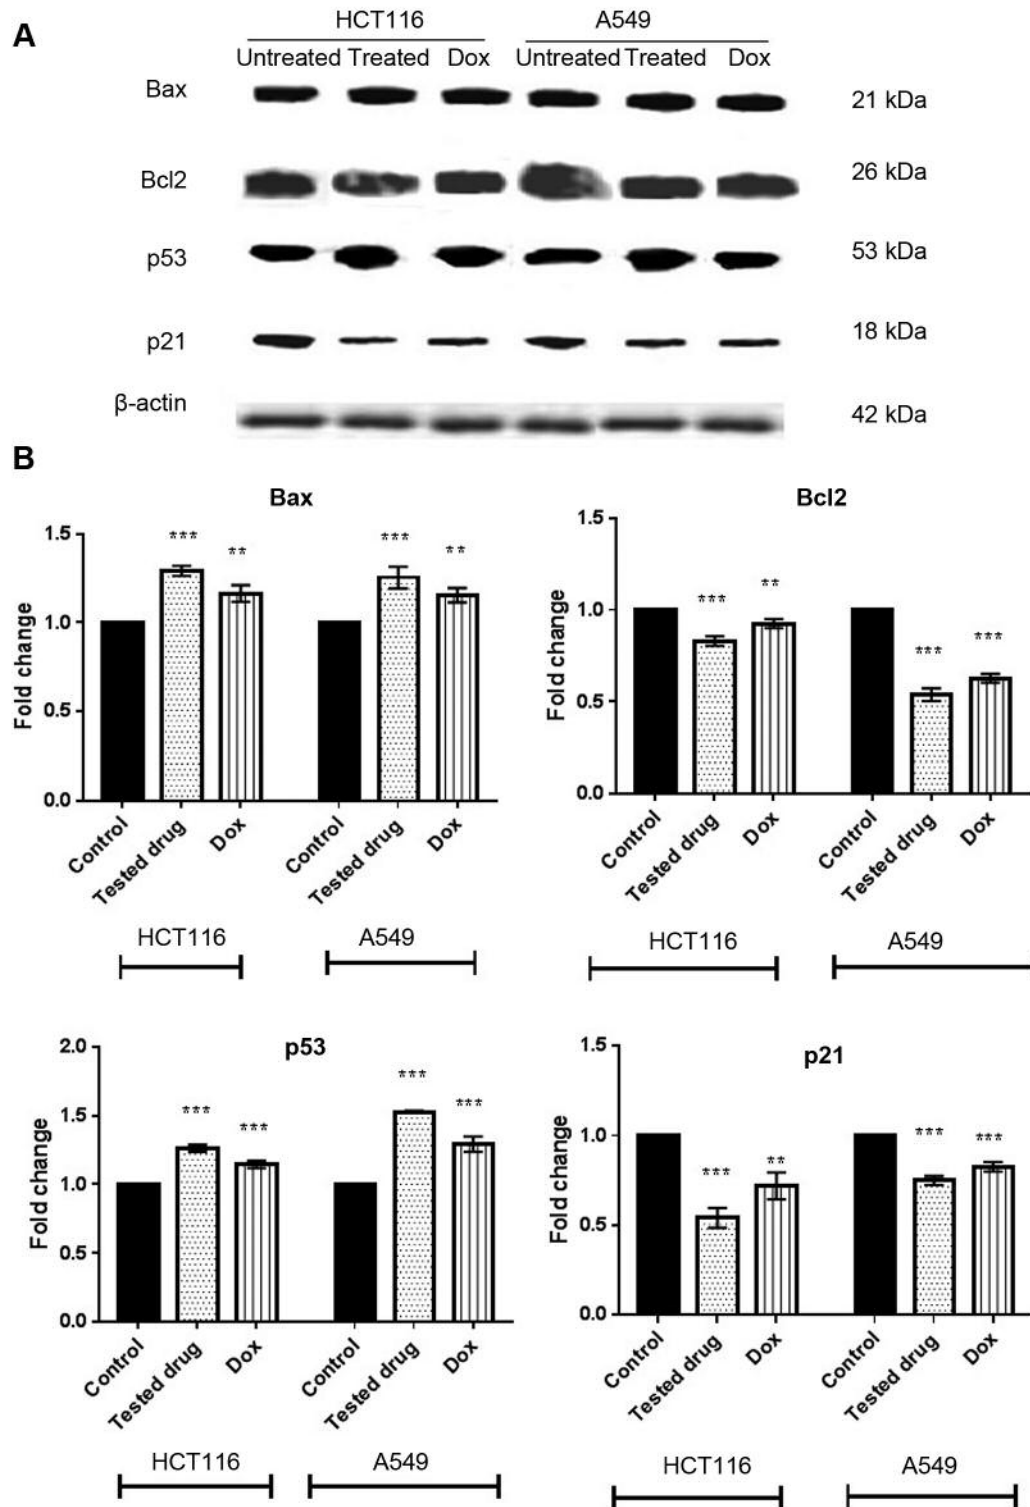 A
HCT116 A549
Untreated Treated Dox Untreated Treated Dox
Bax 21 kDa
Bcl2 26 kDa
p53 53 kDa
p21 18 kDa
β-actin 42 kDa
B
Bax
Fold change
1.5
1.0
0.5
0.0
*** ** *** **
Control Tested drug Dox Control Tested drug Dox
HCT116 A549
Bcl2
Fold change
1.5
1.0
0.5
0.0
*** ** *** ***
Control Tested drug Dox Control Tested drug Dox
HCT116 A549
p53
Fold change
2.0
1.5
1.0
0.5
0.0
*** *** *** ***
Control Tested drug Dox Control Tested drug Dox
HCT116 A549
p21
Fold change
1.5
1.0
0.5
0.0
*** ** *** ***
Control Tested drug Dox Control Tested drug Dox
HCT116 A549